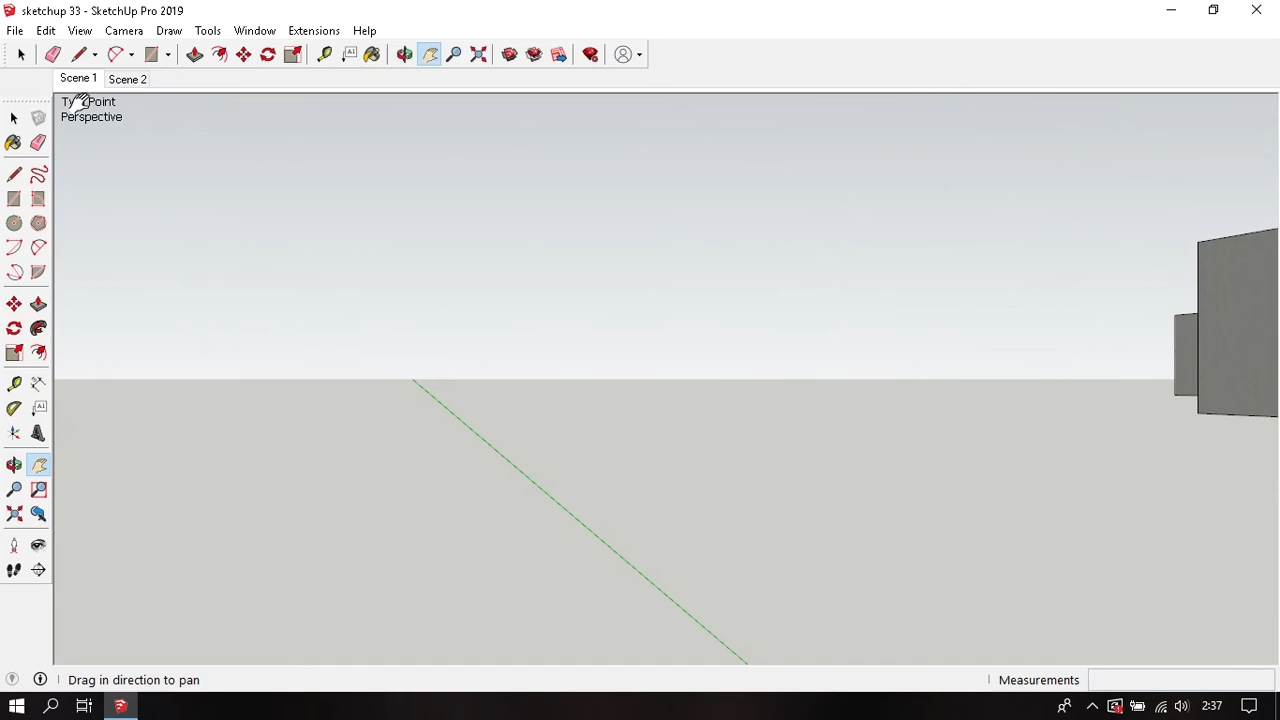 sketchup 33 - SketchUp Pro 2019
File Edit View Camera Draw Tools Window Extensions Help
Scene 1 Scene 2
Point
Perspective
Drag in direction to pan
Measurements
2:37